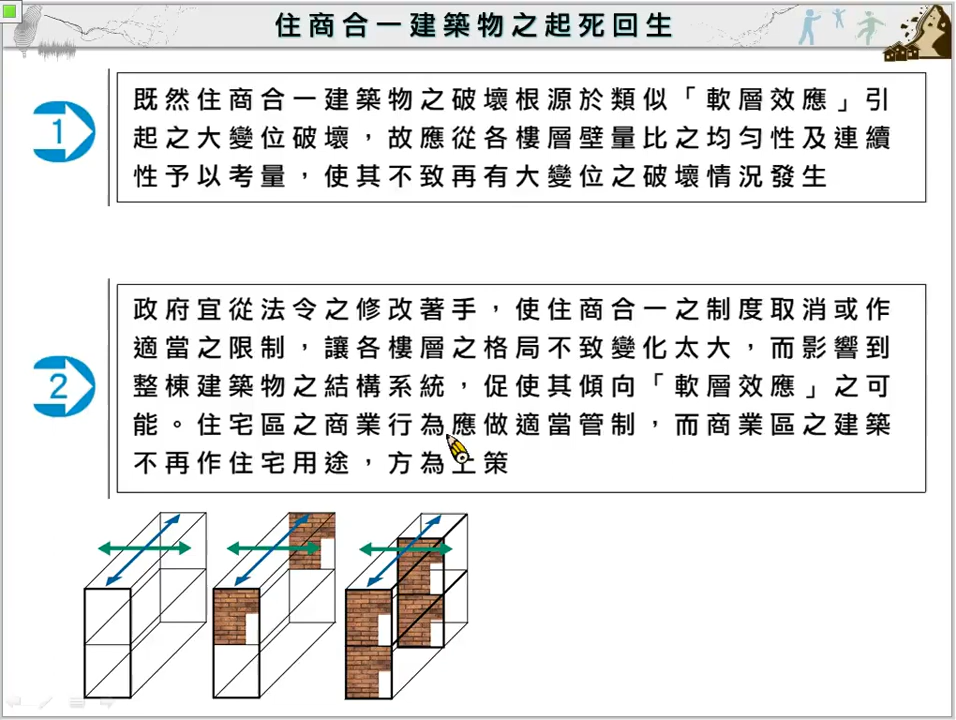 住商合一建築物之起死回生
1
既然住商合一建築物之破壞根源於類似「軟層效應」引
起之大變位破壞，故應從各樓層壁量比之均勻性及連續
性予以考量，使其不致再有大變位之破壞情況發生
2
政府宜從法令之修改著手，使住商合一之制度取消或作
適當之限制，讓各樓層之格局不致變化太大，而影響到
整棟建築物之結構系統，促使其傾向「軟層效應」之可
能。住宅區之商業行為應做適當管制，而商業區之建築
不再作住宅用途，方為上策